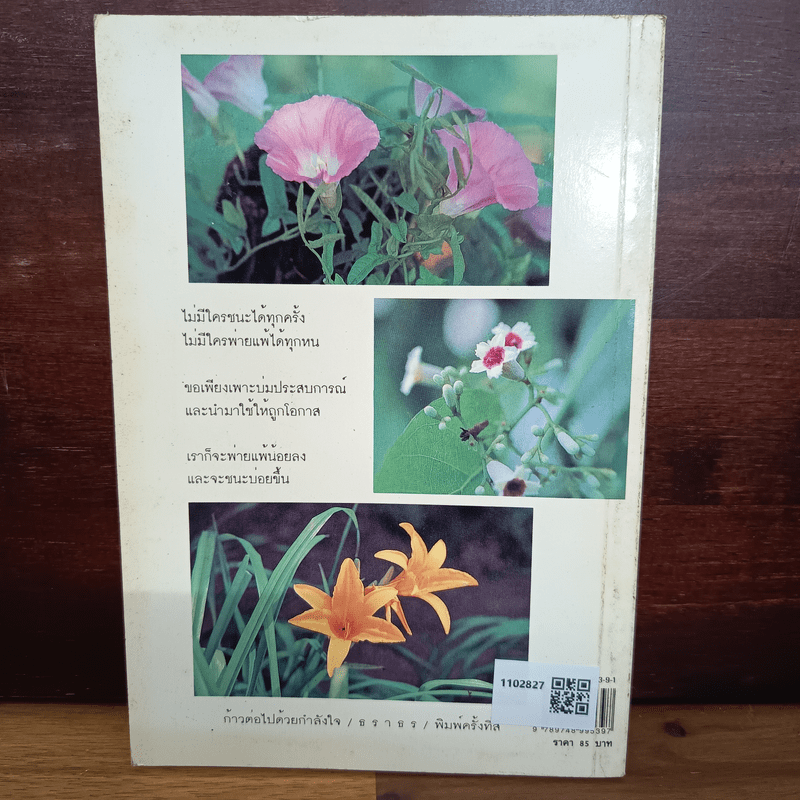 ไม่มีใครชนะได้ทุกครั้ง
ไม่มีใครพ่ายแพ้ได้ทุกหน
ขอเพียงเพาะบ่มประสบการณ์
และนำมาใช้ให้ถูกโอกาส
เราก็จะพ่ายแพ้น้อยลง
และจะชนะบ่อยขึ้น
1102827
3-9-1
ก้าวต่อไปด้วยกำลังใจ / ธ ร า ธ ร / พิมพ์ครั้งที่
9 789748 995397
ราคา 85 บาท